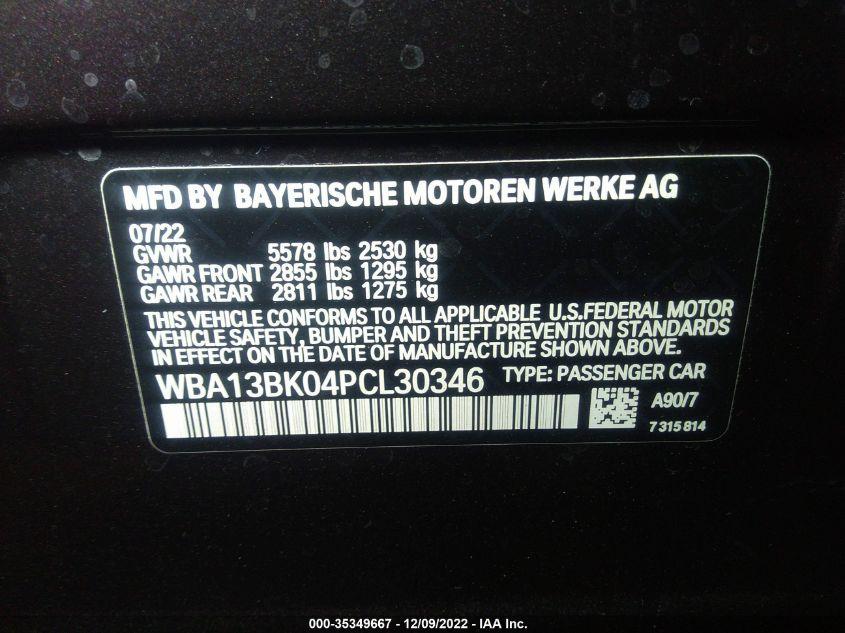 MFD BY BAYERISCHE MOTOREN WERKE AG
07/22
GVWR 5578 lbs 2530 kg
GAWR FRONT 2855 lbs 1295 kg
GAWR REAR 2811 lbs 1275 kg
THIS VEHICLE CONFORMS TO ALL APPLICABLE U.S.FEDERAL MOTOR
VEHICLE SAFETY, BUMPER AND THEFT PREVENTION STANDARDS
IN EFFECT ON THE DATE OF MANUFACTURE SHOWN ABOVE.
WBA13BK04PCL30346 TYPE: PASSENGER CAR
A90/7
7 315 814
000-35349667 - 12/09/2022 - IAA Inc.